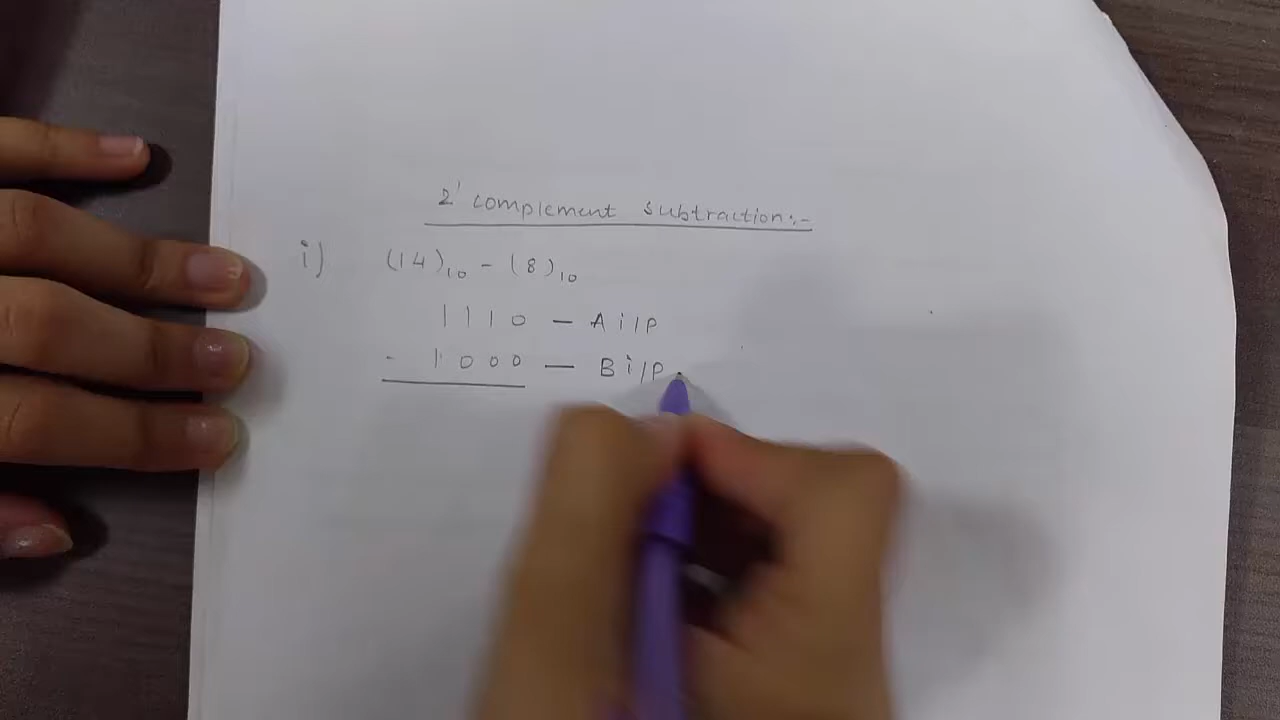 2' complement subtraction:-
i) (14)10 - (8)10
1110 — A i/P
- 1000 — B i/P